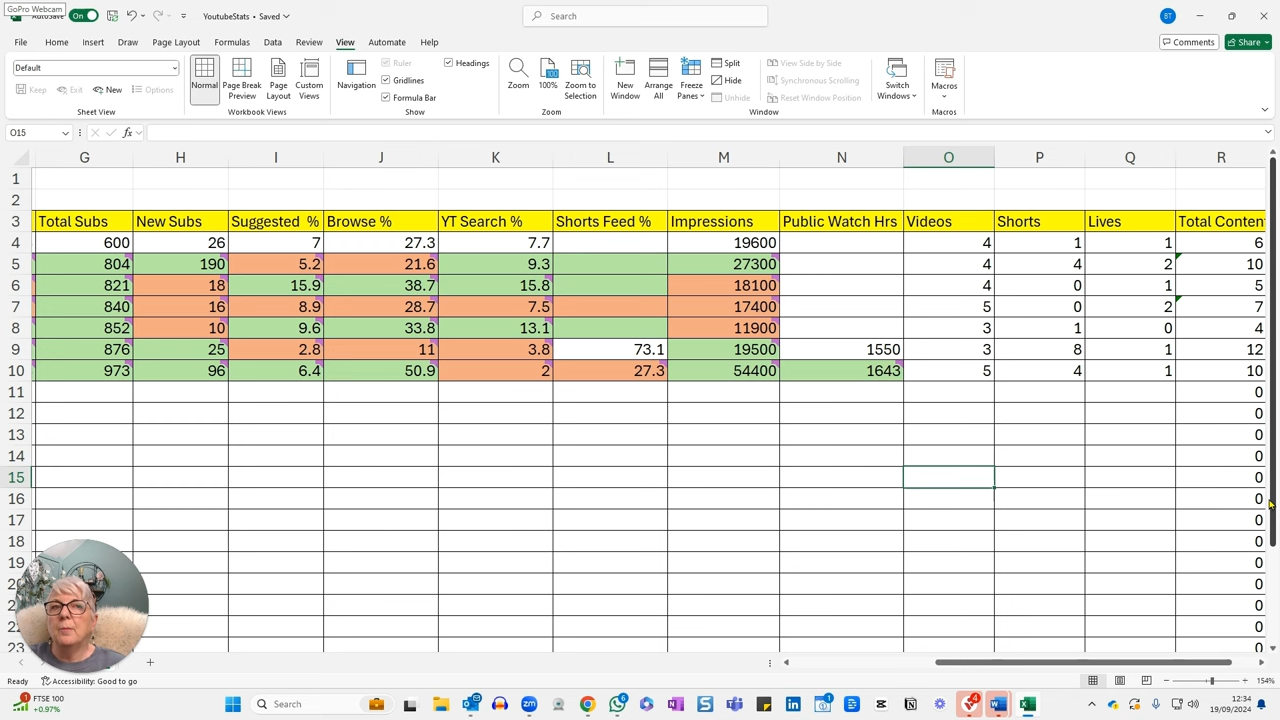 GoPro Webcam
AutoSave On YoutubeStats • Saved Search BT
File Home Insert Draw Page Layout Formulas Data Review View Automate Help Comments Share
Default Ruler Headings Split View Side by Side
Gridlines Hide Synchronous Scrolling
Keep Exit New Options Normal Page Break Preview Page Layout Custom Views Navigation Formula Bar Zoom 100% Zoom to Selection New Window Arrange All Freeze Panes Unhide Reset Window Position Switch Windows Macros
Sheet View Workbook Views Show Zoom Window Macros
O15 fx
G H I J K L M N O P Q R
1
2
3 Total Subs New Subs Suggested % Browse % YT Search % Shorts Feed % Impressions Public Watch Hrs Videos Shorts Lives Total Conten
4 600 26 7 27.3 7.7 19600 4 1 1 6
5 804 190 5.2 21.6 9.3 27300 4 4 2 10
6 821 18 15.9 38.7 15.8 18100 4 0 1 5
7 840 16 8.9 28.7 7.5 17400 5 0 2 7
8 852 10 9.6 33.8 13.1 11900 3 1 0 4
9 876 25 2.8 11 3.8 73.1 19500 1550 3 8 1 12
10 973 96 6.4 50.9 2 27.3 54400 1643 5 4 1 10
11 0
12 0
13 0
14 0
15 0
16 0
17 0
18 0
19 0
20 0
21 0
22 0
23 0
Ready Accessibility: Good to go 154%
FTSE 100 12:34
+0.97% Search 19/09/2024